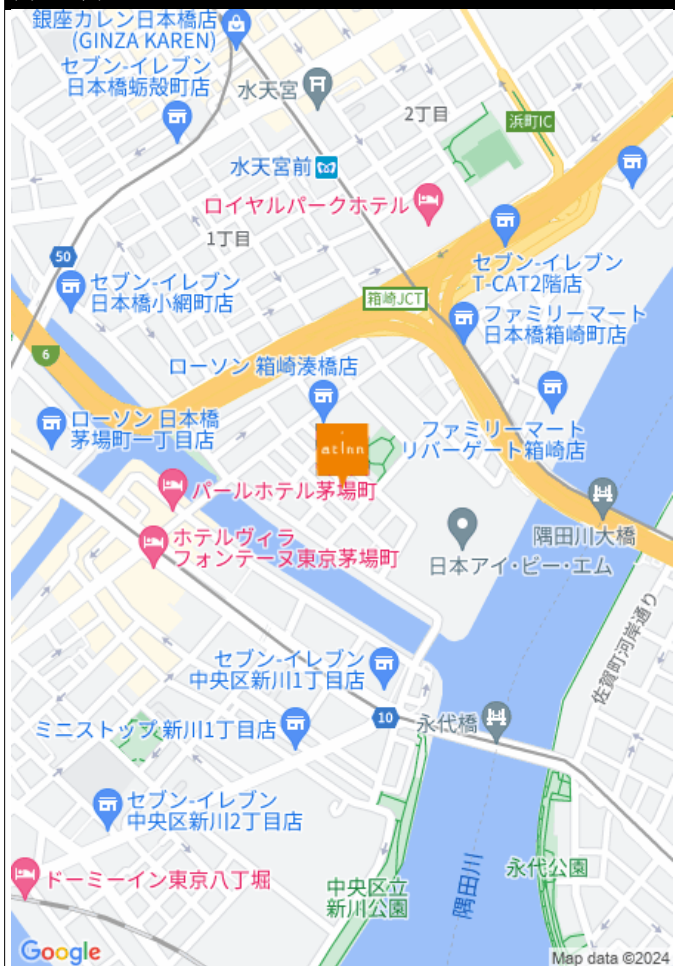 銀座カレン日本橋店
(GINZA KAREN)
セブン-イレブン
日本橋蛎殻町店
水天宮
2丁目
浜町IC
水天宮前
ロイヤルパークホテル
1丁目
50
セブン-イレブン
T-CAT2階店
セブン-イレブン
日本橋小網町店
箱崎JCT
ファミリーマート
日本橋箱崎町店
6
ローソン 箱崎湊橋店
ローソン 日本橋
茅場町一丁目店
atinn
ファミリーマート
リバーゲート箱崎店
パールホテル茅場町
隅田川大橋
ホテルヴィラ
フォンテーヌ東京茅場町
日本アイ・ビー・エム
佐賀町河岸通り
セブン-イレブン
中央区新川1丁目店
10
永代橋
ミニストップ 新川1丁目店
セブン-イレブン
中央区新川2丁目店
隅田川
永代公園
ドーミーイン東京八丁堀
中央区立
新川公園
Google
Map data ©2024